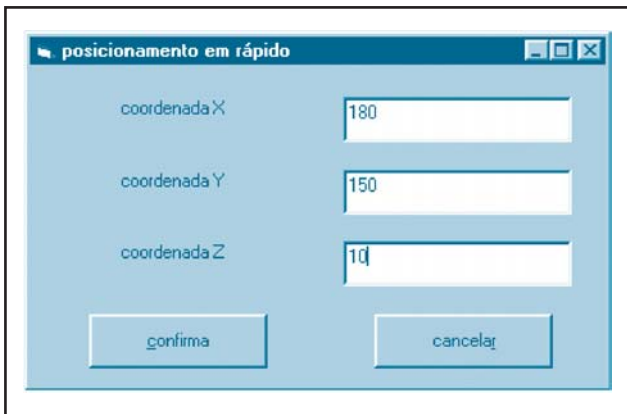 posicionamento em rápido
coordenada X 180
coordenada Y 150
coordenada Z 10
confirma cancelar